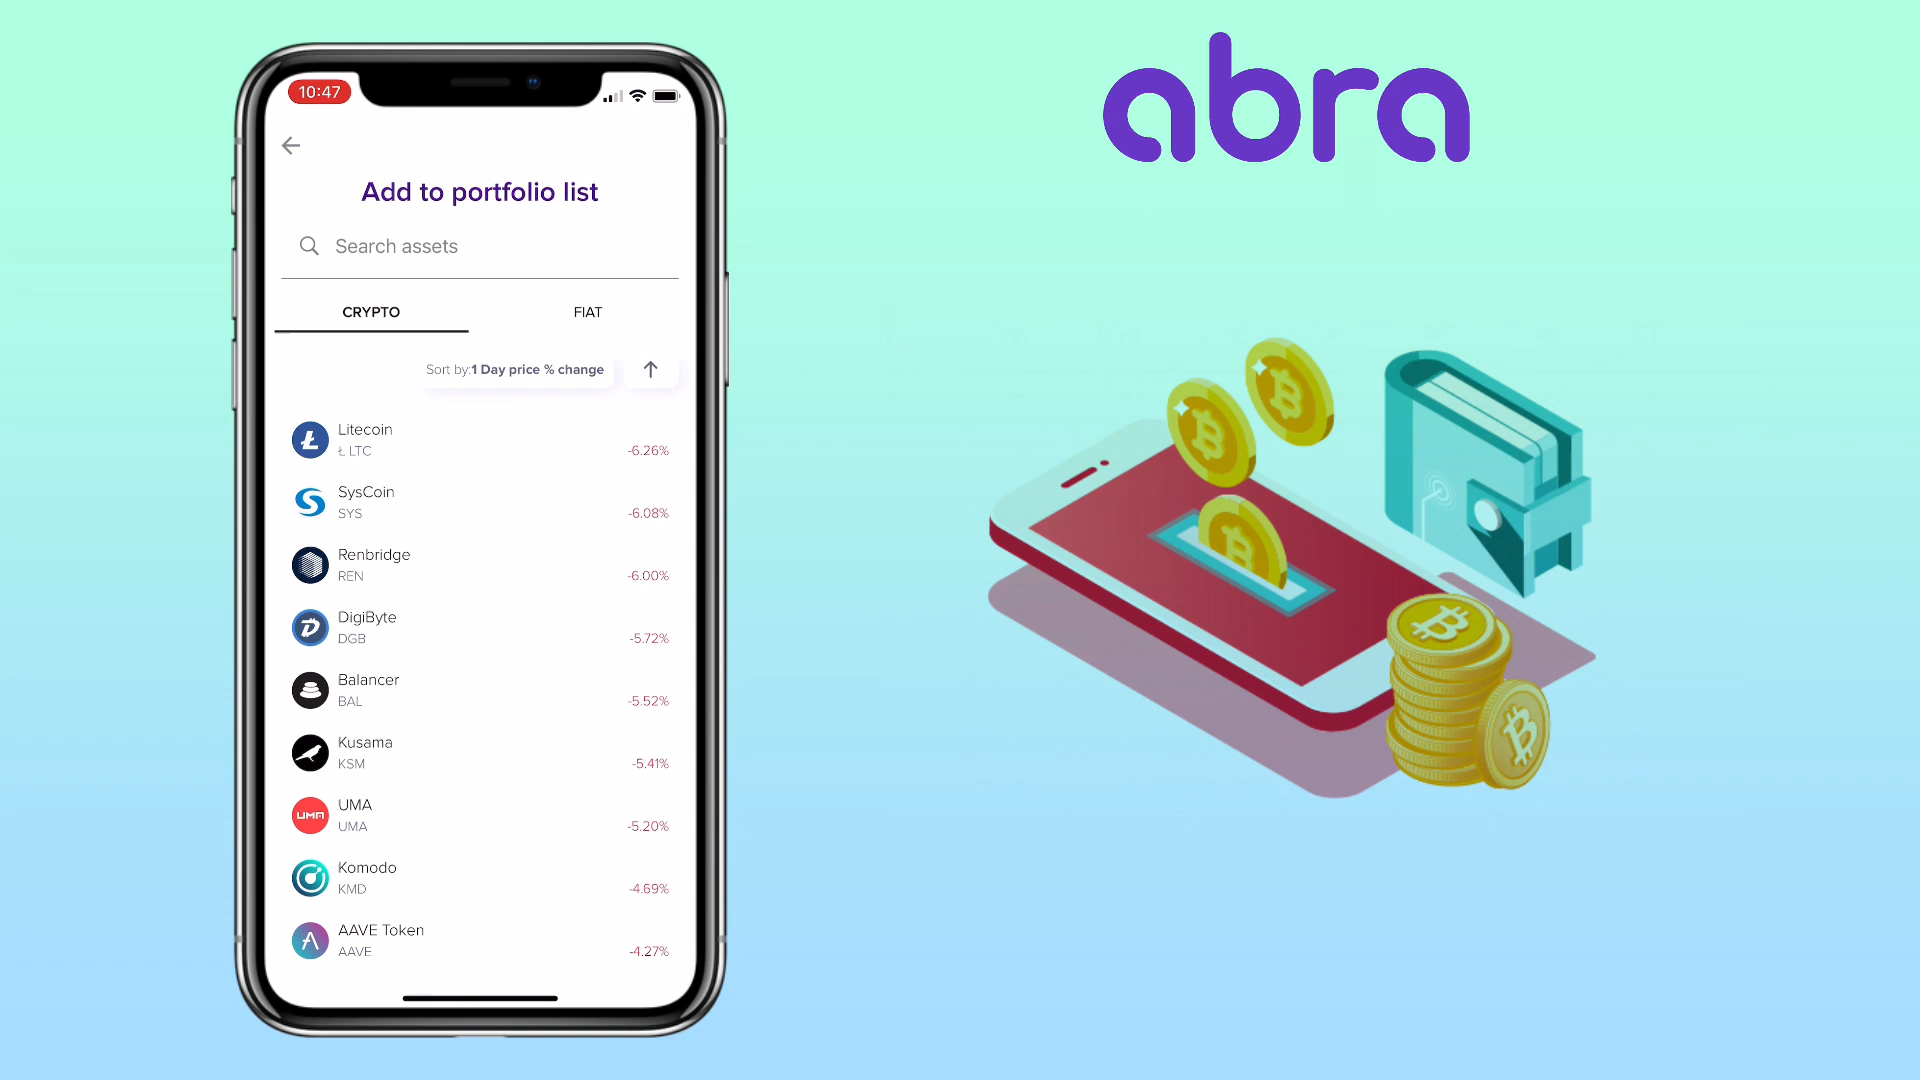 abra
10:47
Add to portfolio list
Search assets
CRYPTO FIAT
Sort by:1 Day price % change
Litecoin
Ł LTC -6.26%
SysCoin
SYS -6.08%
Renbridge
REN -6.00%
DigiByte
DGB -5.72%
Balancer
BAL -5.52%
Kusama
KSM -5.41%
UMA
UMA -5.20%
Komodo
KMD -4.69%
AAVE Token
AAVE -4.27%